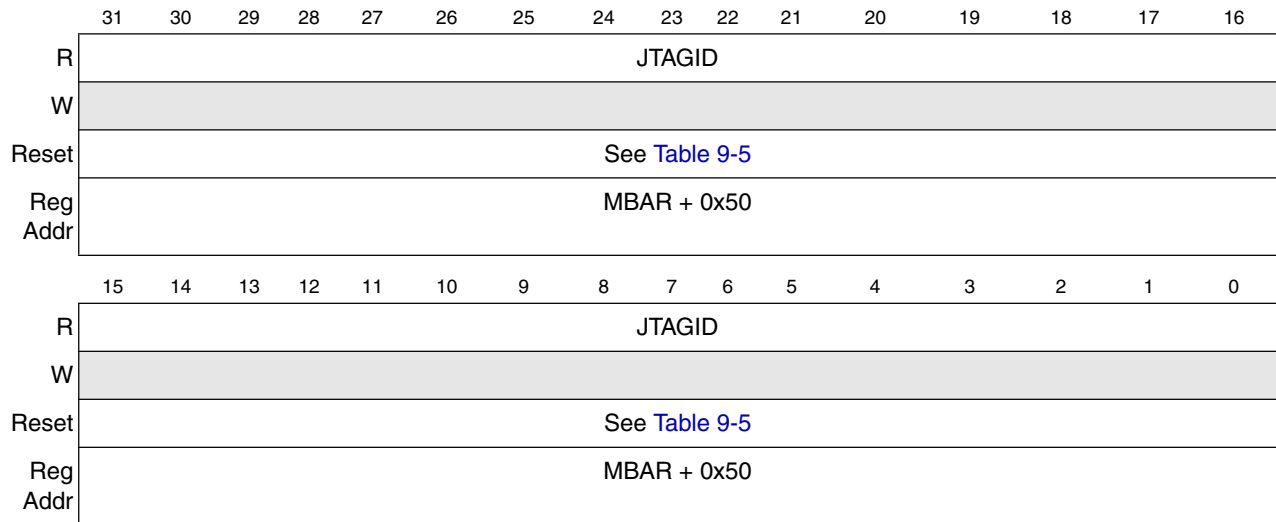 31 30 29 28 27 26 25 24 23 22 21 20 19 18 17 16
R JTAGID
W
Reset See Table 9-5
Reg MBAR + 0x50
Addr
15 14 13 12 11 10 9 8 7 6 5 4 3 2 1 0
R JTAGID
W
Reset See Table 9-5
Reg MBAR + 0x50
Addr